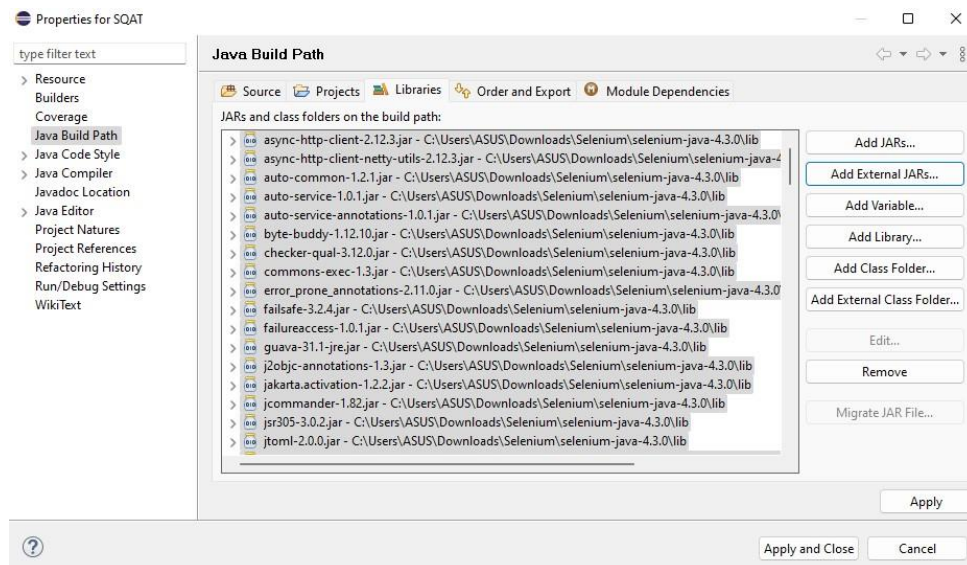 Properties for SQAT
type filter text
Resource
Builders
Coverage
Java Build Path
Java Code Style
Java Compiler
Javadoc Location
Java Editor
Project Natures
Project References
Refactoring History
Run/Debug Settings
WikiText
Java Build Path
Source Projects Libraries Order and Export Module Dependencies
JARs and class folders on the build path:
async-http-client-2.12.3.jar - C:\Users\ASUS\Downloads\Selenium\selenium-java-4.3.0\lib
async-http-client-netty-utils-2.12.3.jar - C:\Users\ASUS\Downloads\Selenium\selenium-java-4
auto-common-1.2.1.jar - C:\Users\ASUS\Downloads\Selenium\selenium-java-4.3.0\lib
auto-service-1.0.1.jar - C:\Users\ASUS\Downloads\Selenium\selenium-java-4.3.0\lib
auto-service-annotations-1.0.1.jar - C:\Users\ASUS\Downloads\Selenium\selenium-java-4.3.0\
byte-buddy-1.12.10.jar - C:\Users\ASUS\Downloads\Selenium\selenium-java-4.3.0\lib
checker-qual-3.12.0.jar - C:\Users\ASUS\Downloads\Selenium\selenium-java-4.3.0\lib
commons-exec-1.3.jar - C:\Users\ASUS\Downloads\Selenium\selenium-java-4.3.0\lib
error_prone_annotations-2.11.0.jar - C:\Users\ASUS\Downloads\Selenium\selenium-java-4.3.0
failsafe-3.2.4.jar - C:\Users\ASUS\Downloads\Selenium\selenium-java-4.3.0\lib
failureaccess-1.0.1.jar - C:\Users\ASUS\Downloads\Selenium\selenium-java-4.3.0\lib
guava-31.1-jre.jar - C:\Users\ASUS\Downloads\Selenium\selenium-java-4.3.0\lib
j2objc-annotations-1.3.jar - C:\Users\ASUS\Downloads\Selenium\selenium-java-4.3.0\lib
jakarta.activation-1.2.2.jar - C:\Users\ASUS\Downloads\Selenium\selenium-java-4.3.0\lib
jcommander-1.82.jar - C:\Users\ASUS\Downloads\Selenium\selenium-java-4.3.0\lib
jsr305-3.0.2.jar - C:\Users\ASUS\Downloads\Selenium\selenium-java-4.3.0\lib
jtoml-2.0.0.jar - C:\Users\ASUS\Downloads\Selenium\selenium-java-4.3.0\lib
Add JARs...
Add External JARs...
Add Variable...
Add Library...
Add Class Folder...
Add External Class Folder...
Edit...
Remove
Migrate JAR File...
Apply
Apply and Close
Cancel